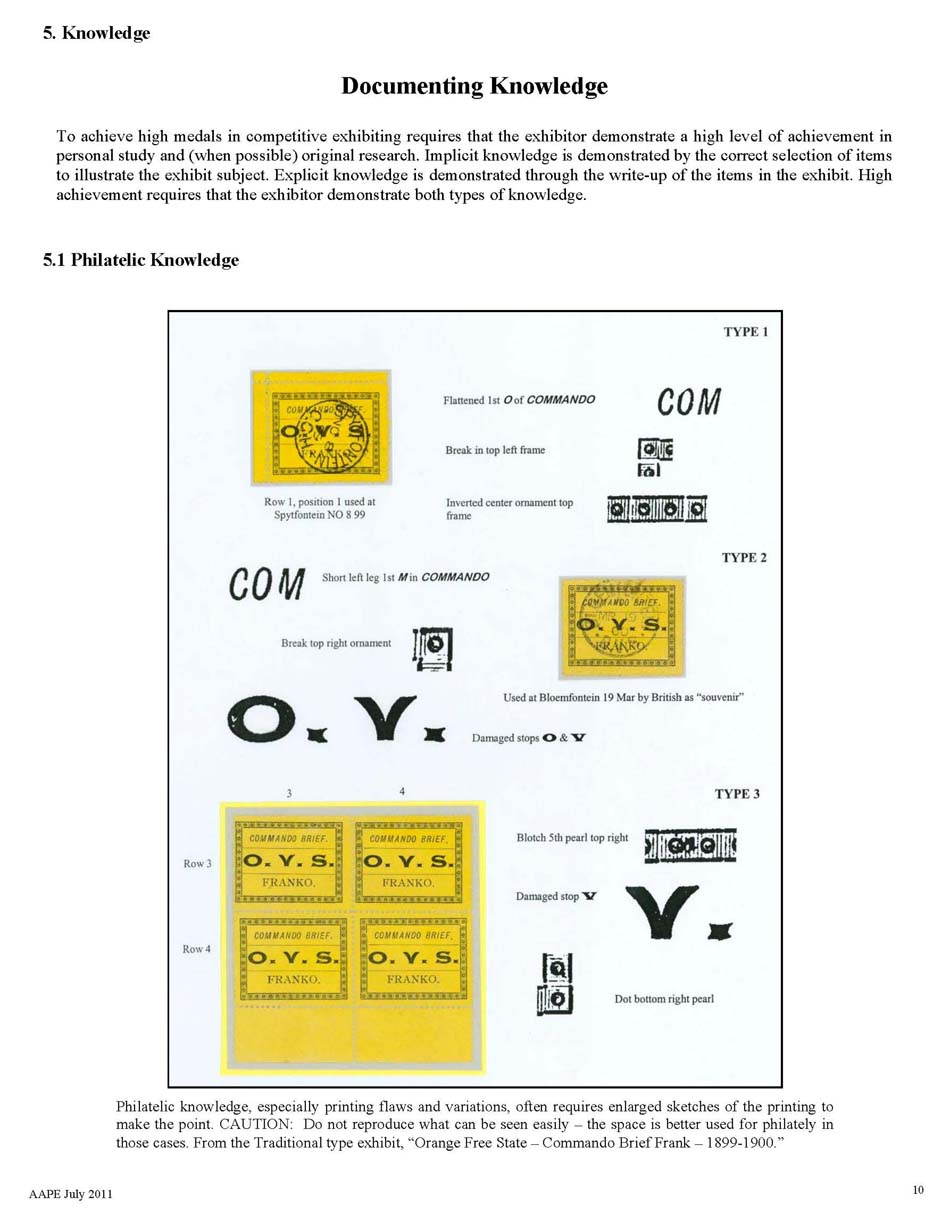 5. Knowledge
Documenting Knowledge
To achieve high medals in competitive exhibiting requires that the exhibitor demonstrate a high level of achievement in
personal study and (when possible) original research. Implicit knowledge is demonstrated by the correct selection of items
to illustrate the exhibit subject. Explicit knowledge is demonstrated through the write-up of the items in the exhibit. High
achievement requires that the exhibitor demonstrate both types of knowledge.
5.1 Philatelic Knowledge
TYPE 1
COMMANDO BRIEF.
O. V. S.
FRANKO.
SPYTFONTEIN
Flattened 1st O of COMMANDO
COM
Break in top left frame
Row 1, position 1 used at
Spytfontein NO 8 99
Inverted center ornament top
frame
TYPE 2
COM
Short left leg 1st M in COMMANDO
COMMANDO BRIEF.
O. V. S.
FRANKO.
Break top right ornament
Used at Bloemfontein 19 Mar by British as “souvenir”
O. V.
Damaged stops O & V
TYPE 3
3 4
Row 3
COMMANDO BRIEF. COMMANDO BRIEF.
O. V. S. O. V. S.
FRANKO. FRANKO.
Blotch 5th pearl top right
Damaged stop V
V.
Row 4
COMMANDO BRIEF. COMMANDO BRIEF.
O. V. S. O. V. S.
FRANKO. FRANKO.
Dot bottom right pearl
Philatelic knowledge, especially printing flaws and variations, often requires enlarged sketches of the printing to
make the point. CAUTION: Do not reproduce what can be seen easily – the space is better used for philately in
those cases. From the Traditional type exhibit, “Orange Free State – Commando Brief Frank – 1899-1900.”
AAPE July 2011
10